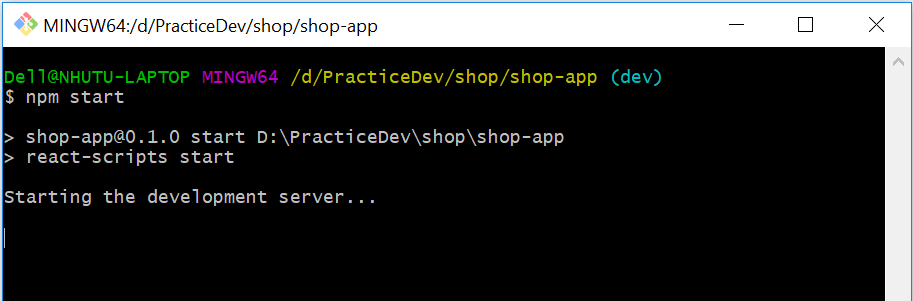 MINGW64:/d/PracticeDev/shop/shop-app
Dell@NHUTU-LAPTOP MINGW64 /d/PracticeDev/shop/shop-app (dev)
$ npm start
> shop-app@0.1.0 start D:\PracticeDev\shop\shop-app
> react-scripts start
Starting the development server...